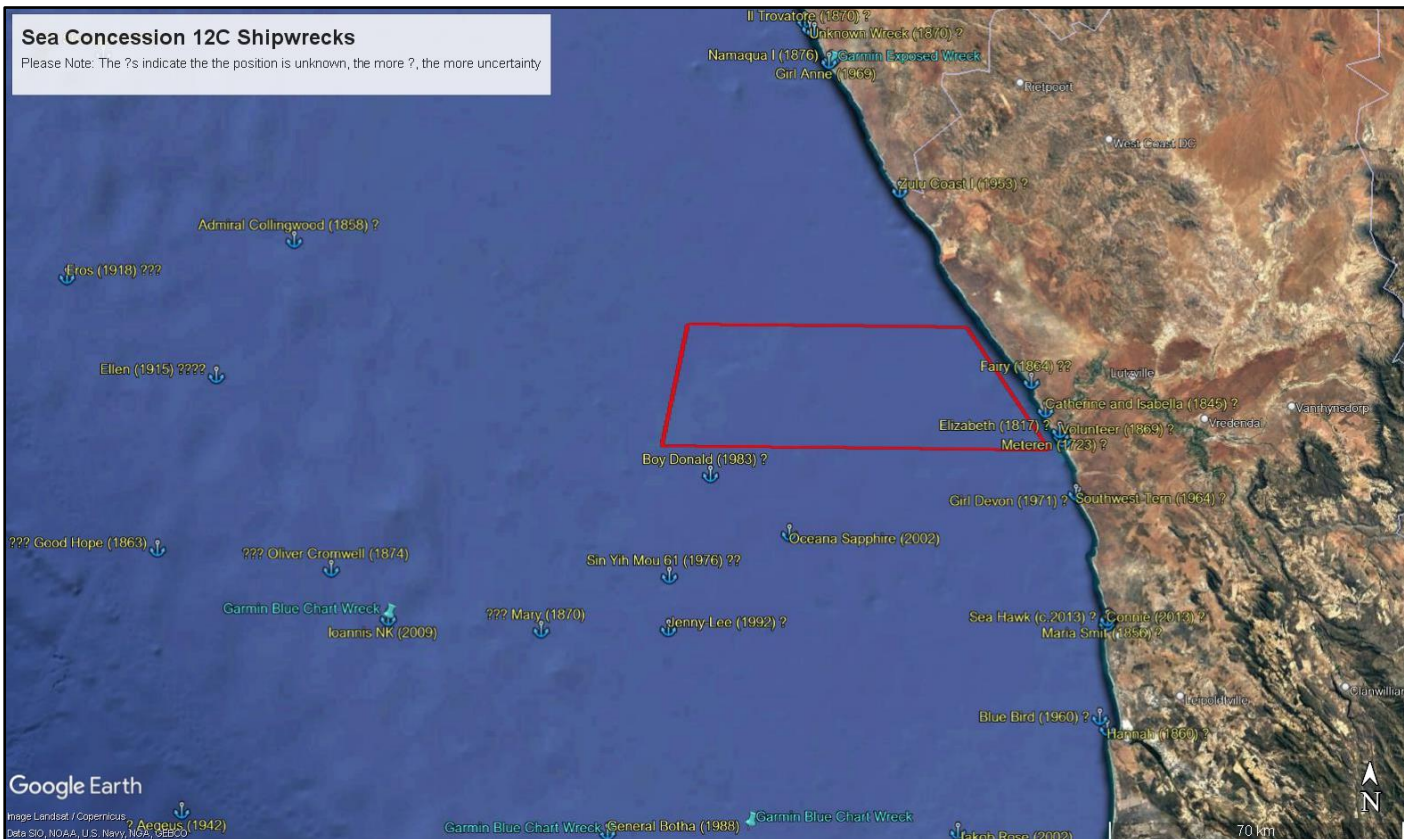 Sea Concession 12C Shipwrecks
Please Note: The ?s indicate the the position is unknown, the more ?, the more uncertainty
Il Trovatore (1870) ?
Unknown Wreck (1870) ?
Namaqua I (1876) ?
Garmin Exposed Wreck
Girl Anne (1969)
Rietpoort
West Coast DC
Zulu Coast I (1983) ?
Admiral Collingwood (1858) ?
Eros (1918) ???
Ellen (1915) ????
Fairy (1864) ??
Lutzville
Catherine and Isabella (1845) ?
Vanrhynsdorp
Elizabeth (1817) ?
Volunteer (1869) ?
Vredendal
Meteren (1723) ?
Boy Donald (1983) ?
Girl Devon (1971) ?
Southwest Tern (1964) ?
??? Good Hope (1863)
Oceana Sapphire (2002)
??? Oliver Cromwell (1874)
Sin Yih Mou 61 (1976) ??
Garmin Blue Chart Wreck
Ioannis NK (2009)
??? Mary (1870)
Jenny Lee (1992) ?
Sea Hawk (c.2013) ?
Connie (2013) ?
Maria Smit (1856) ?
Leipoldtville
Clanwillia
Blue Bird (1960) ?
Hannah (1860) ?
Google Earth
Image Landsat / Copernicus
Data SIO, NOAA, U.S. Navy, NGA, GEBCO
? Aegeus (1942)
Garmin Blue Chart Wreck
General Botha (1988)
Garmin Blue Chart Wreck
Jakob Rose (2002)
70 km
N